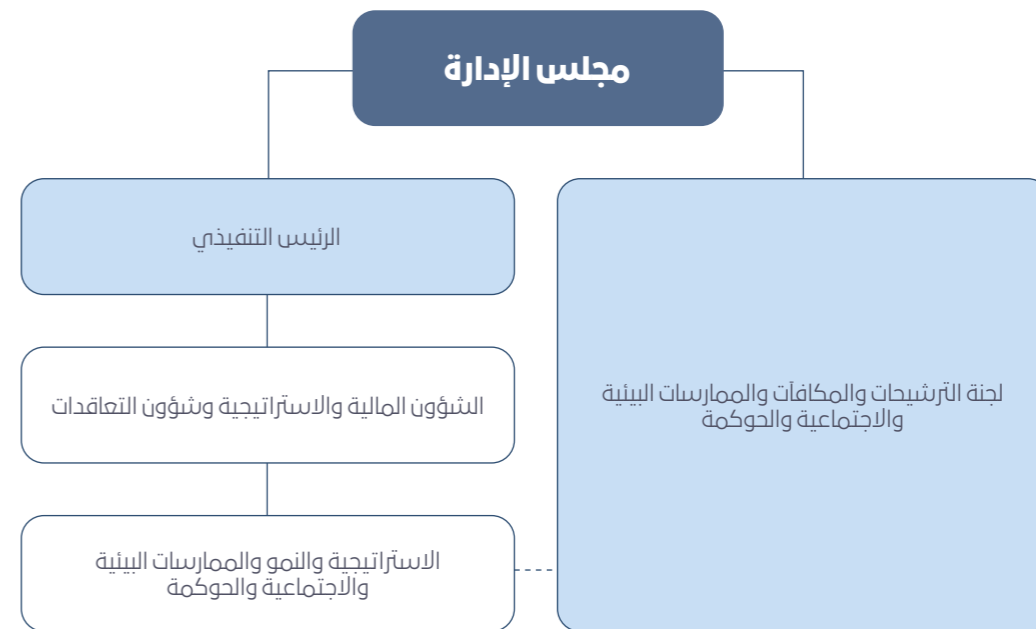 مجلس الإدارة
الرئيس التنفيذي
لجنة الترشيحات والمكافآت والممارسات البيئية
والاجتماعية والحوكمة
الشؤون المالية والاستراتيجية وشؤون التعاقدات
الاستراتيجية والنمو والممارسات البيئية
والاجتماعية والحوكمة